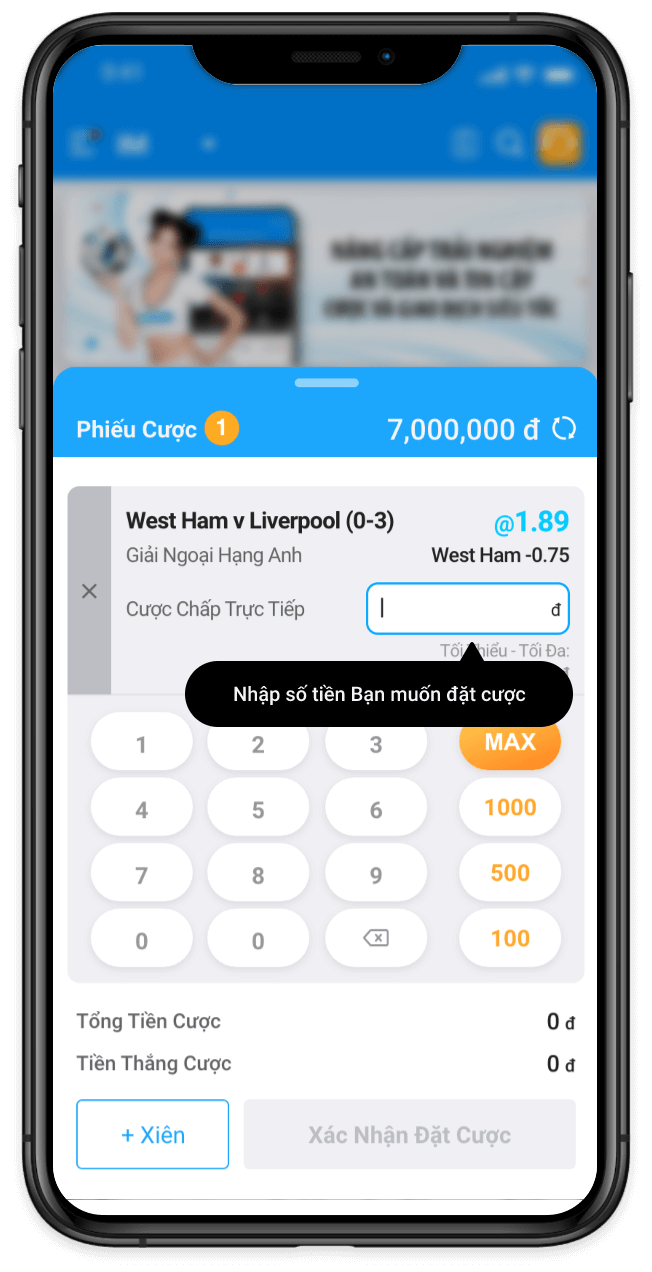 Phiếu Cược 1 7,000,000 đ
West Ham v Liverpool (0-3) @1.89
Giải Ngoại Hạng Anh West Ham -0.75
Cược Chấp Trực Tiếp đ
Tối Thiểu - Tối Đa:
Nhập số tiền Bạn muốn đặt cược
1 2 3 MAX
4 5 6 1000
7 8 9 500
0 0 100
Tổng Tiền Cược 0 đ
Tiền Thắng Cược 0 đ
+ Xiên Xác Nhận Đặt Cược